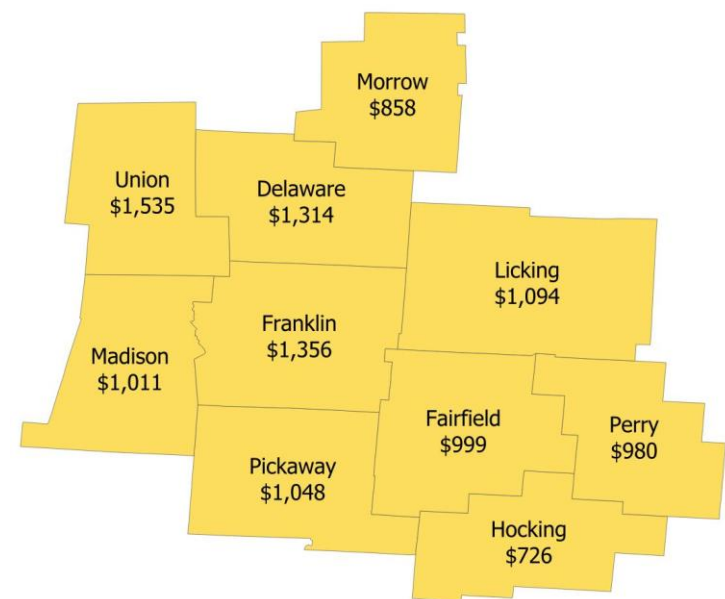 Morrow
$858
Union
$1,535
Delaware
$1,314
Licking
$1,094
Franklin
$1,356
Madison
$1,011
Fairfield
$999
Perry
$980
Pickaway
$1,048
Hocking
$726